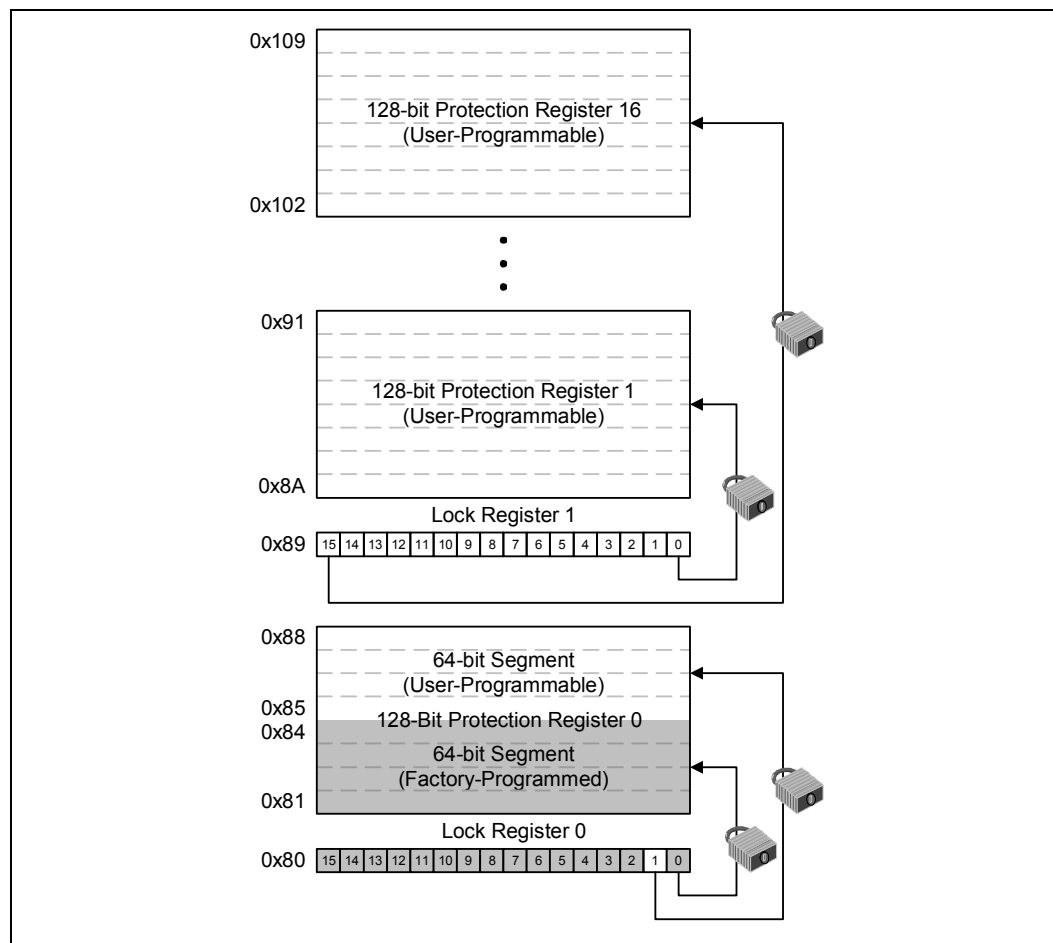 0x109
128-bit Protection Register 16
(User-Programmable)
0x102
0x91
128-bit Protection Register 1
(User-Programmable)
0x8A
Lock Register 1
0x89 15 14 13 12 11 10 9 8 7 6 5 4 3 2 1 0
0x88
64-bit Segment
(User-Programmable)
0x85
128-Bit Protection Register 0
0x84
64-bit Segment
(Factory-Programmed)
0x81
Lock Register 0
0x80 15 14 13 12 11 10 9 8 7 6 5 4 3 2 1 0